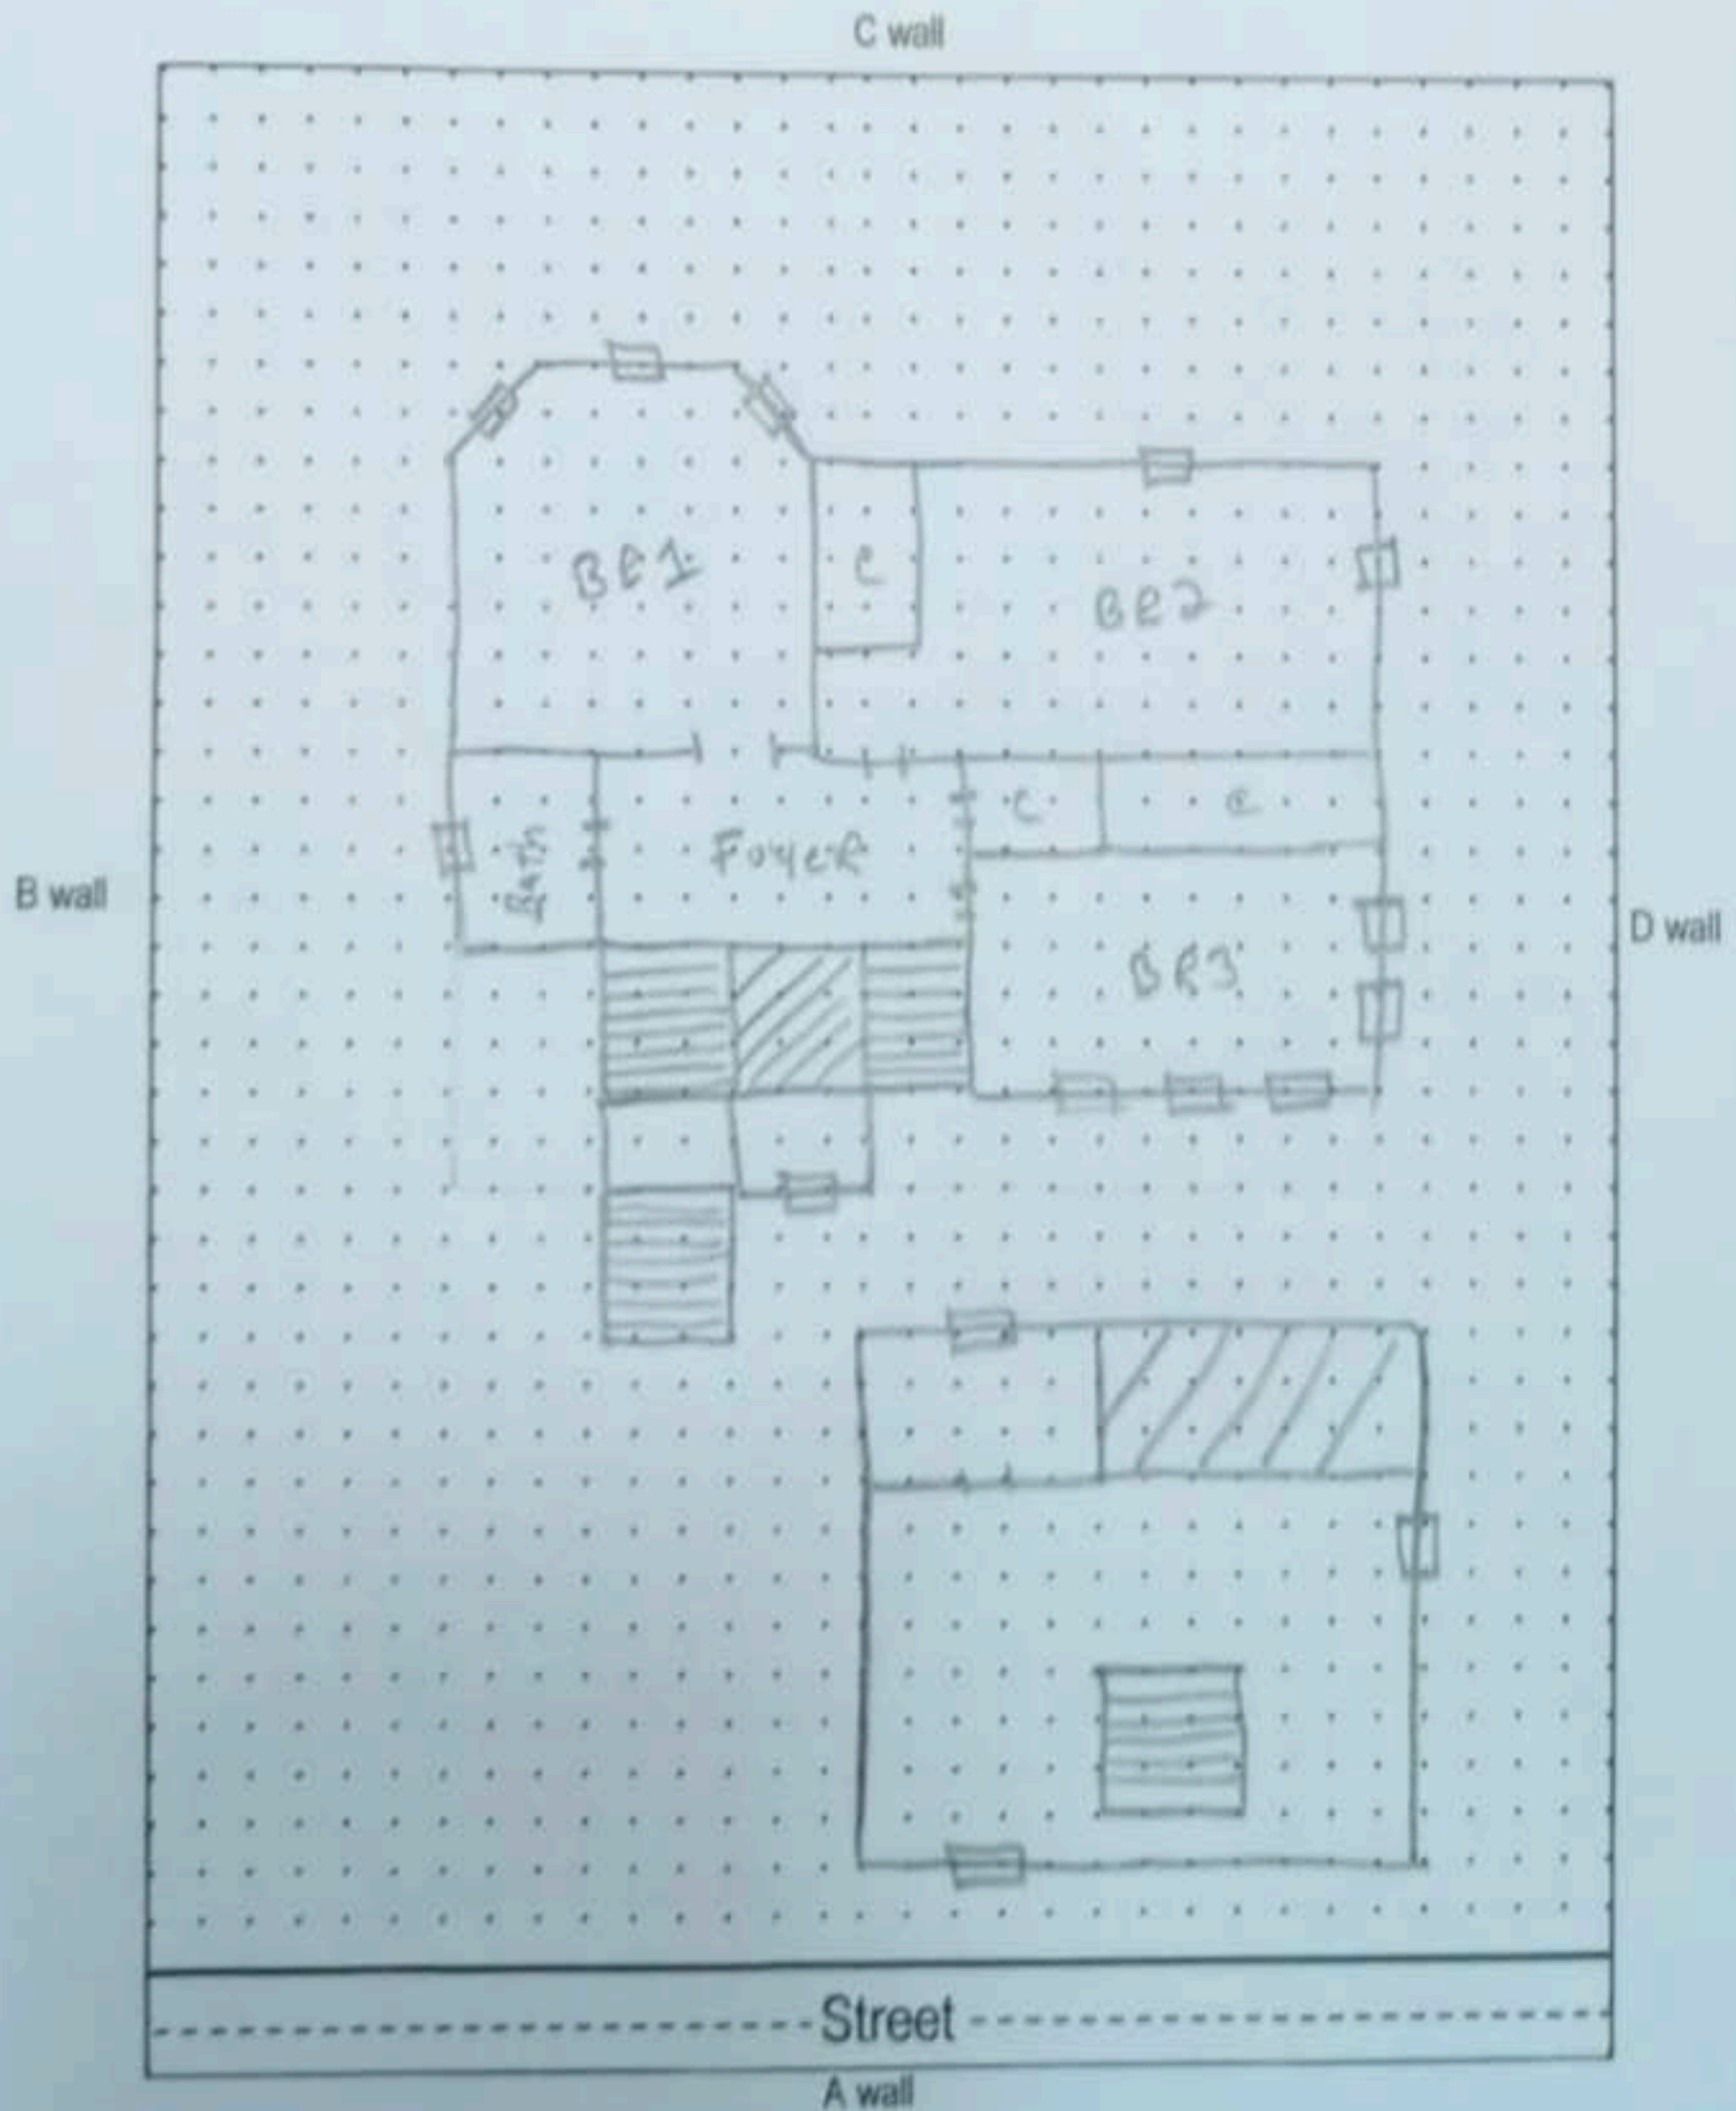 C wall
BR1
C
BR2
C
C
Bath
Foyer
B wall
D wall
BR3
Street
A wall